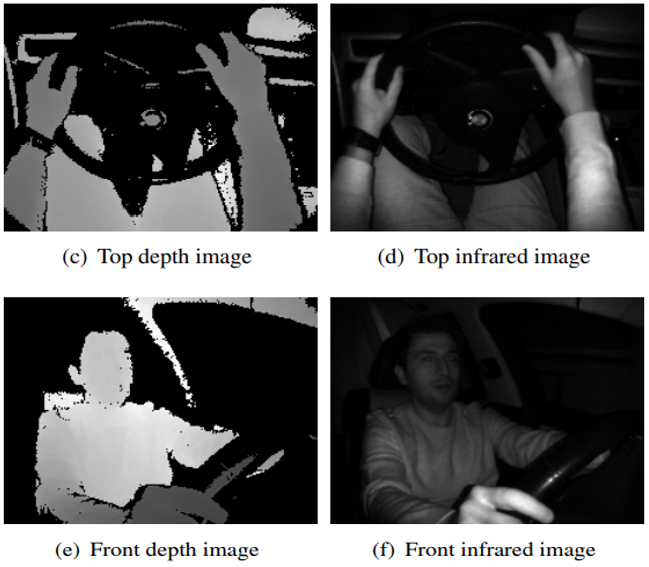 (c) Top depth image
(d) Top infrared image
(e) Front depth image
(f) Front infrared image